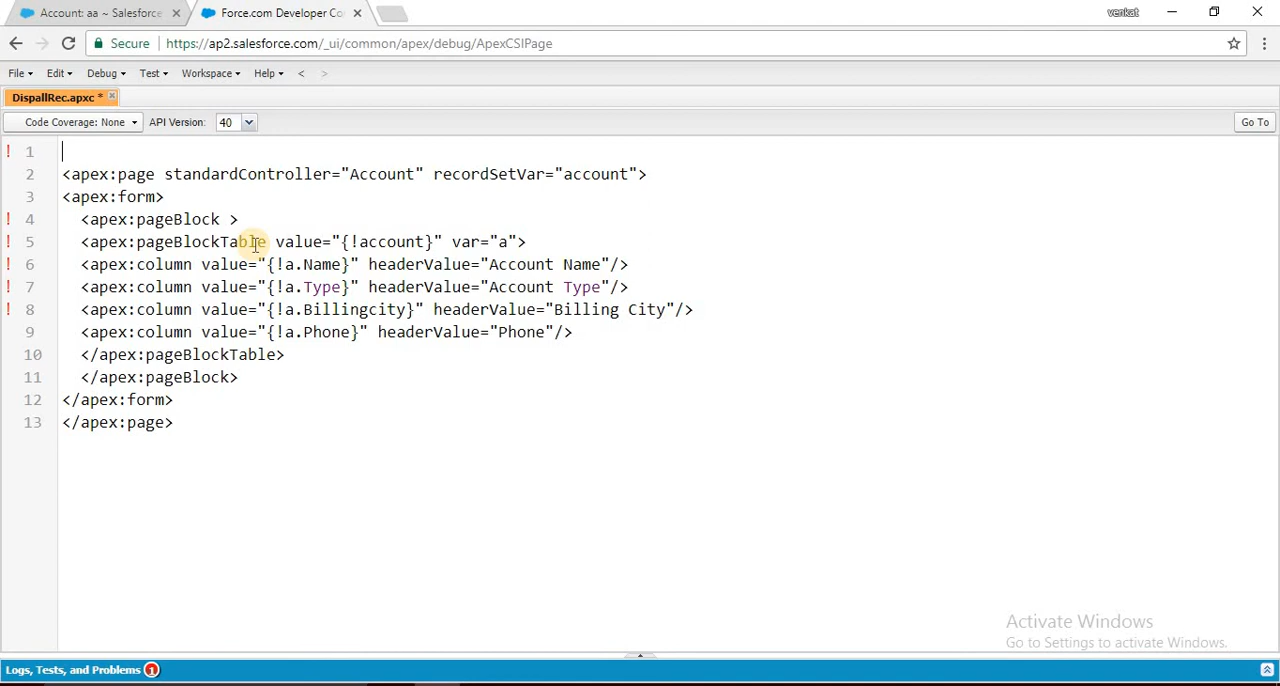 Account: aa ~ Salesforce
Force.com Developer Co
venkat
Secure
https://ap2.salesforce.com/_ui/common/apex/debug/ApexCSIPage
File Edit Debug Test Workspace Help < >
DispallRec.apxc *
Code Coverage: None API Version: 40 Go To
! 1
2 <apex:page standardController="Account" recordSetVar="account">
3 <apex:form>
! 4 <apex:pageBlock >
! 5 <apex:pageBlockTable value="{!account}" var="a">
! 6 <apex:column value="{!a.Name}" headerValue="Account Name"/>
! 7 <apex:column value="{!a.Type}" headerValue="Account Type"/>
! 8 <apex:column value="{!a.Billingcity}" headerValue="Billing City"/>
9 <apex:column value="{!a.Phone}" headerValue="Phone"/>
10 </apex:pageBlockTable>
11 </apex:pageBlock>
12 </apex:form>
13 </apex:page>
Activate Windows
Go to Settings to activate Windows.
Logs, Tests, and Problems 1